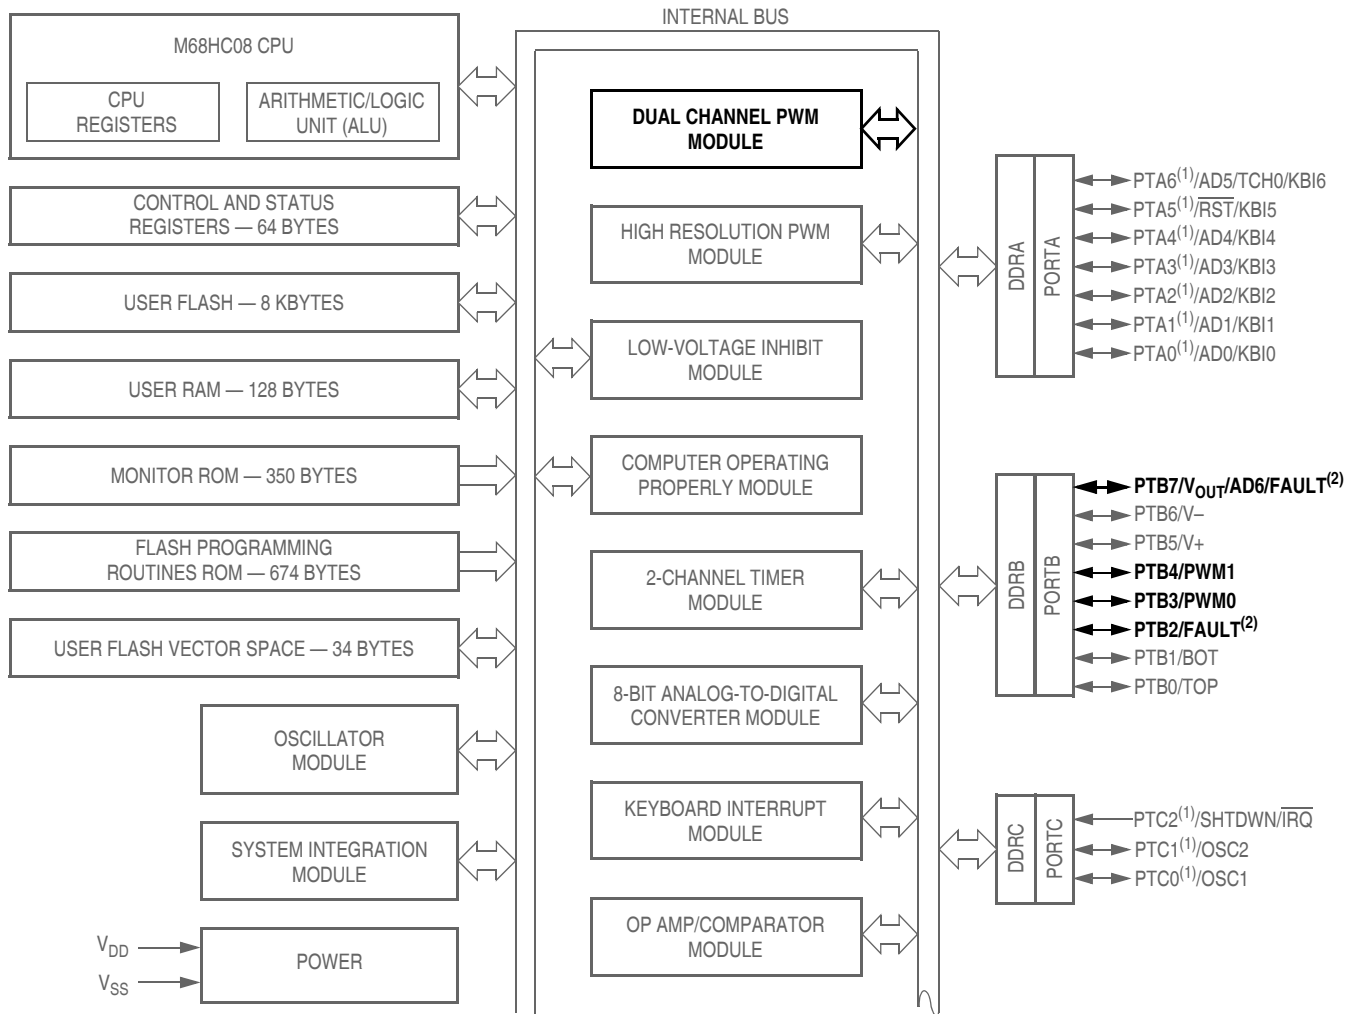 INTERNAL BUS
M68HC08 CPU
CPU
REGISTERS
ARITHMETIC/LOGIC
UNIT (ALU)
CONTROL AND STATUS
REGISTERS — 64 BYTES
USER FLASH — 8 KBYTES
USER RAM — 128 BYTES
MONITOR ROM — 350 BYTES
FLASH PROGRAMMING
ROUTINES ROM — 674 BYTES
USER FLASH VECTOR SPACE — 34 BYTES
OSCILLATOR
MODULE
SYSTEM INTEGRATION
MODULE
VDD
VSS
POWER
DUAL CHANNEL PWM
MODULE
HIGH RESOLUTION PWM
MODULE
LOW-VOLTAGE INHIBIT
MODULE
COMPUTER OPERATING
PROPERLY MODULE
2-CHANNEL TIMER
MODULE
8-BIT ANALOG-TO-DIGITAL
CONVERTER MODULE
KEYBOARD INTERRUPT
MODULE
OP AMP/COMPARATOR
MODULE
DDRA
PORTA
PTA6(1)/AD5/TCH0/KBI6
PTA5(1)/RST/KBI5
PTA4(1)/AD4/KBI4
PTA3(1)/AD3/KBI3
PTA2(1)/AD2/KBI2
PTA1(1)/AD1/KBI1
PTA0(1)/AD0/KBI0
DDRB
PORTB
PTB7/VOUT/AD6/FAULT(2)
PTB6/V–
PTB5/V+
PTB4/PWM1
PTB3/PWM0
PTB2/FAULT(2)
PTB1/BOT
PTB0/TOP
DDRC
PORTC
PTC2(1)/SHTDWN/IRQ
PTC1(1)/OSC2
PTC0(1)/OSC1